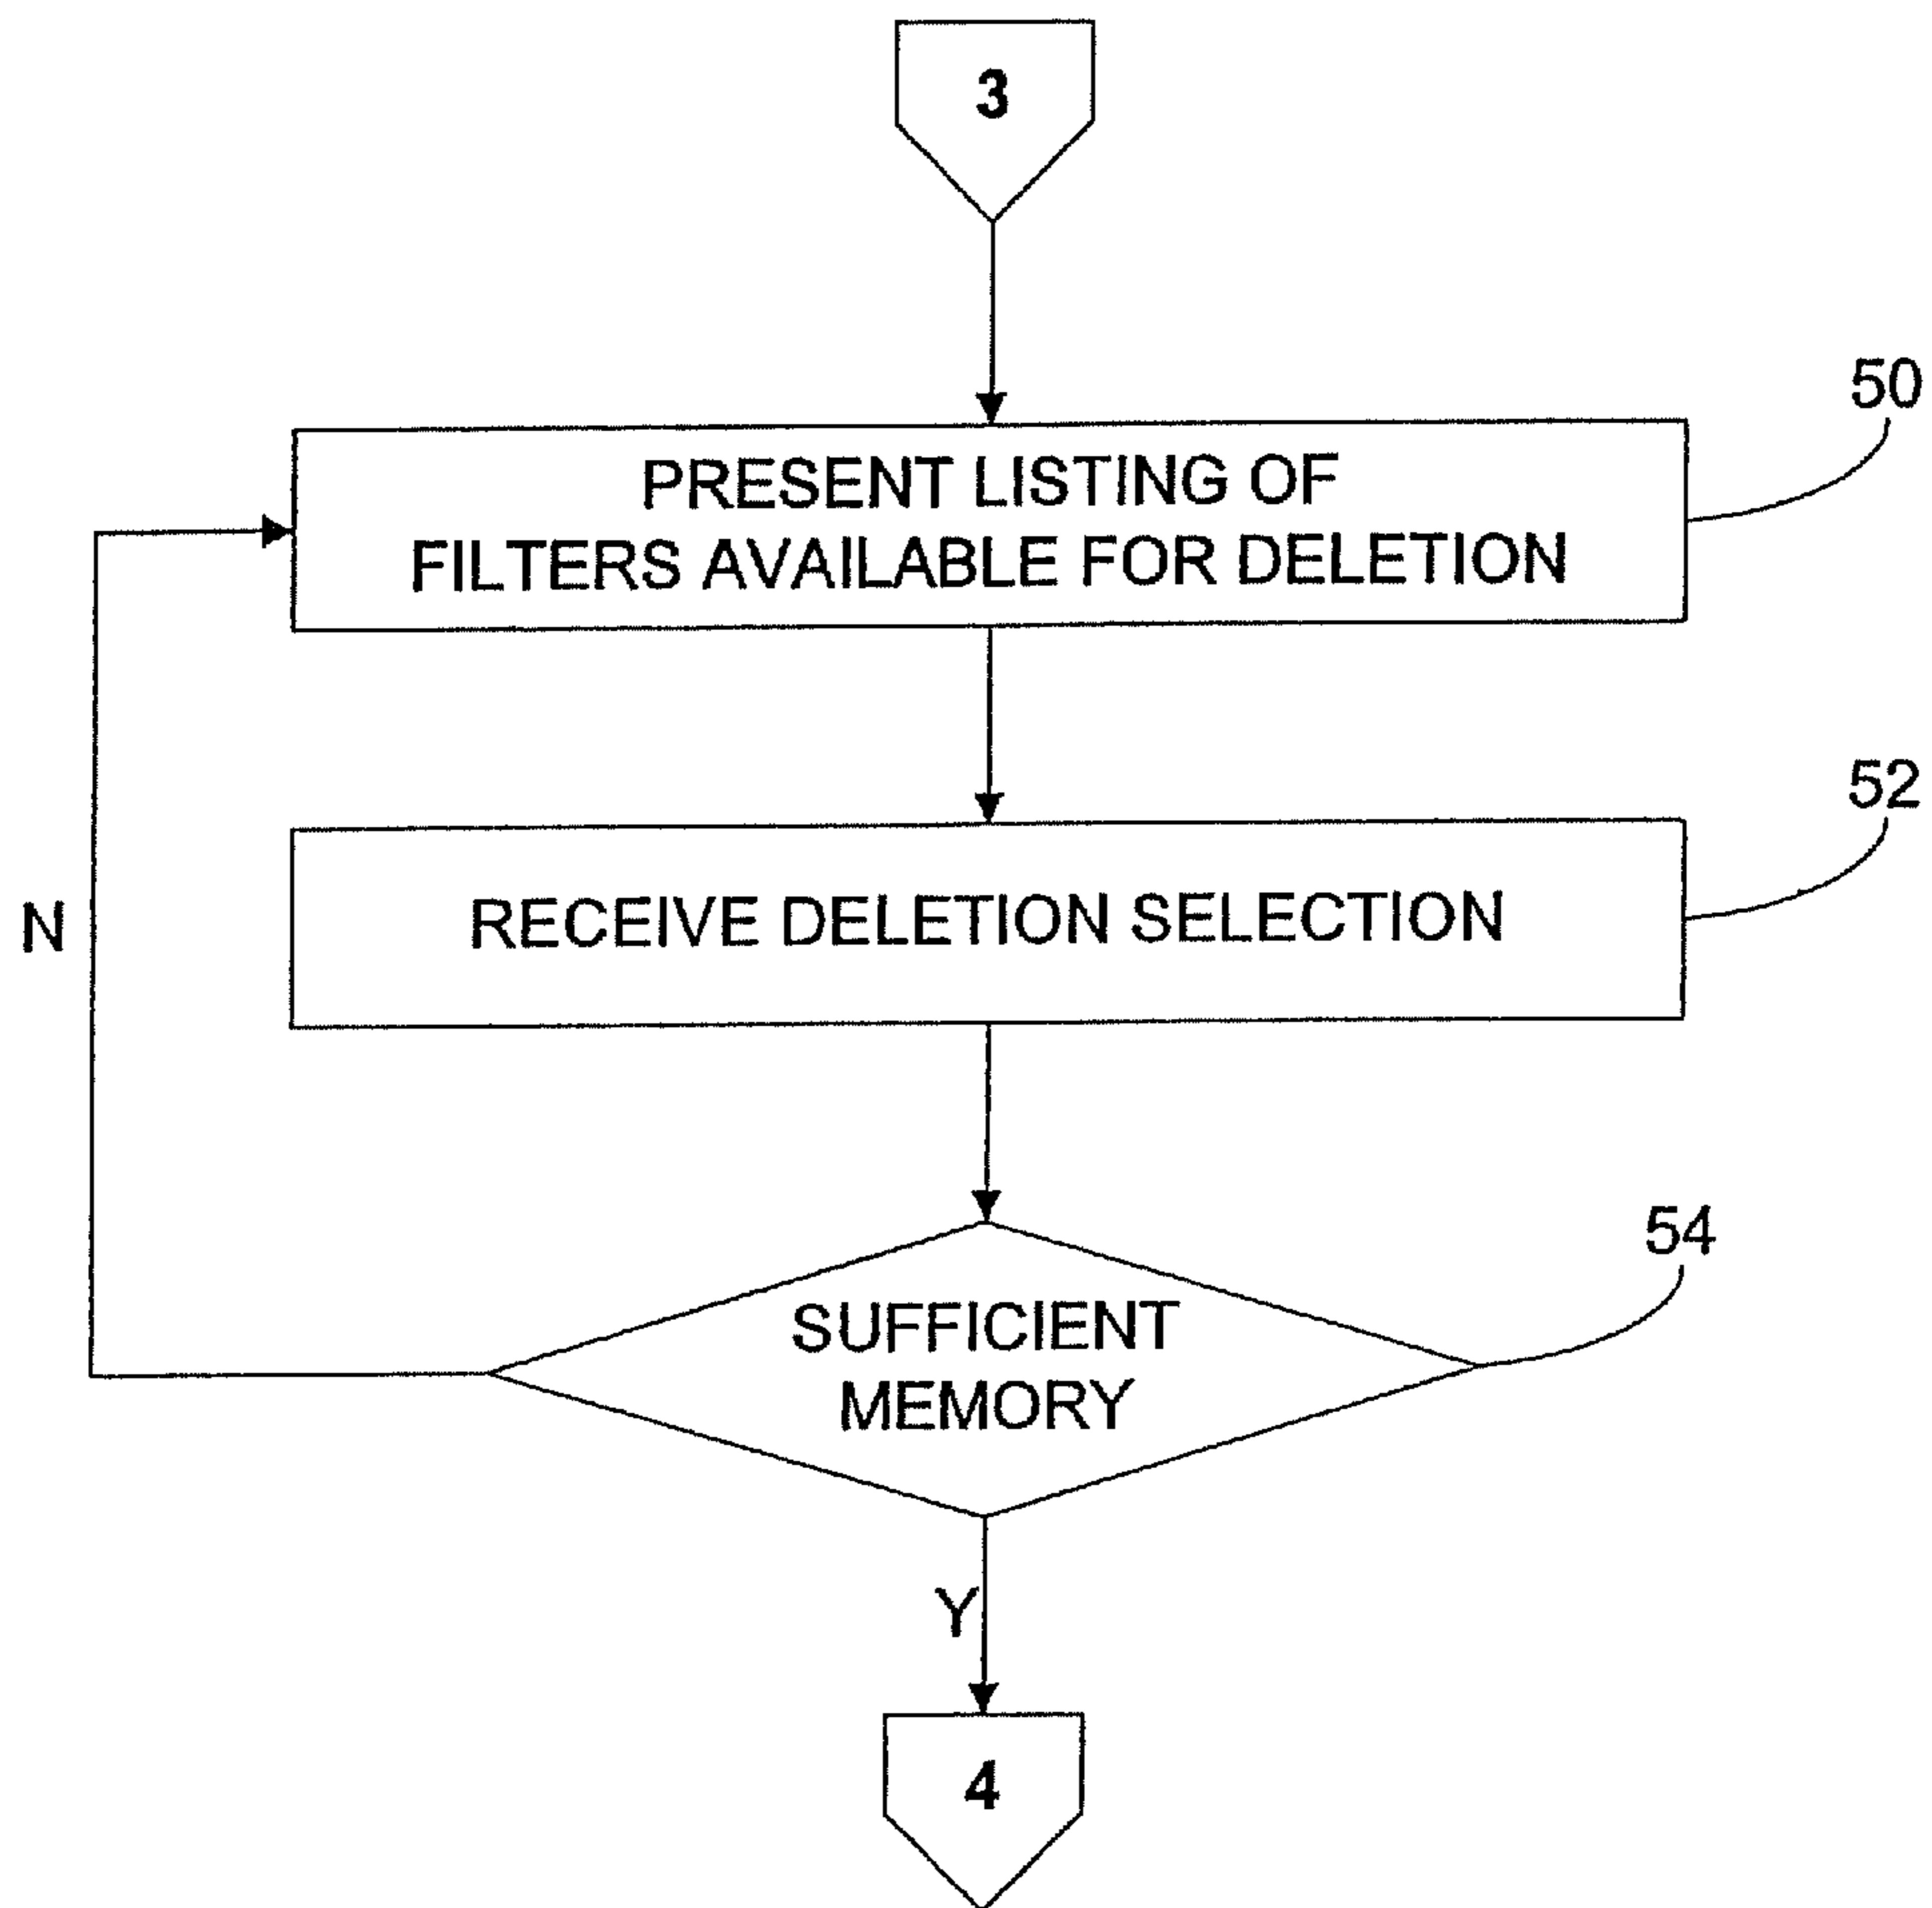 3
50
PRESENT LISTING OF
FILTERS AVAILABLE FOR DELETION
52
RECEIVE DELETION SELECTION
N
54
SUFFICIENT
MEMORY
Y
4